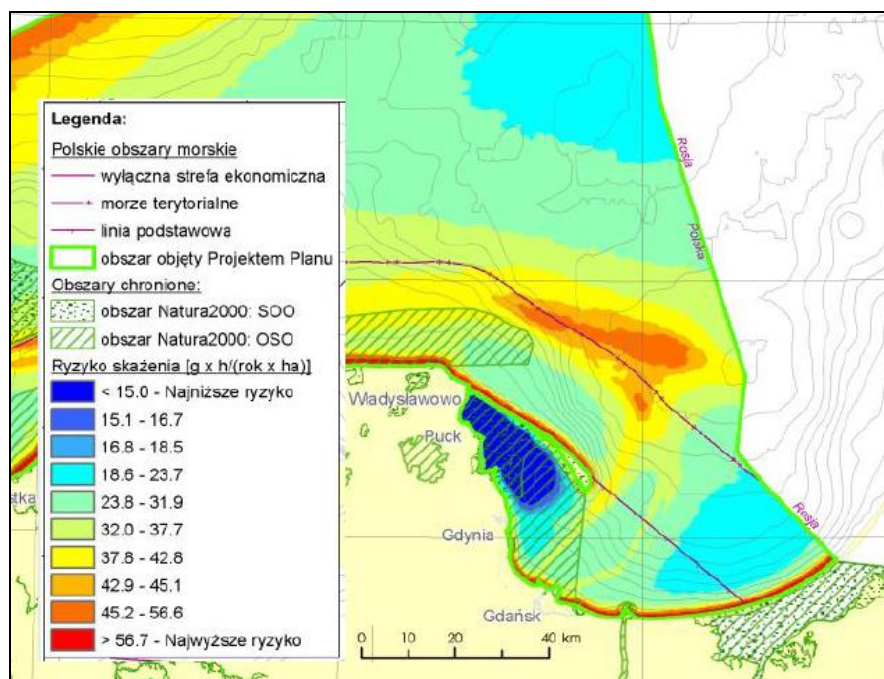 Legenda:
Polskie obszary morskie
wyłączna strefa ekonomiczna
morze terytorialne
linia podstawowa
obszar objęty Projektem Planu
Obszary chronione:
obszar Natura2000: SOO
obszar Natura2000: OSO
Ryzyko skażenia [g x h/(rok x ha)]
< 15.0 - Najniższe ryzyko
15.1 - 16.7
16.8 - 18.5
18.6 - 23.7
23.8 - 31.9
32.0 - 37.7
37.8 - 42.8
42.9 - 45.1
45.2 - 56.6
> 56.7 - Najwyższe ryzyko
Rosja
Polska
Władysławowo
Puck
stka
Gdynia
Rosja
Gdańsk
0 10 20 40
km